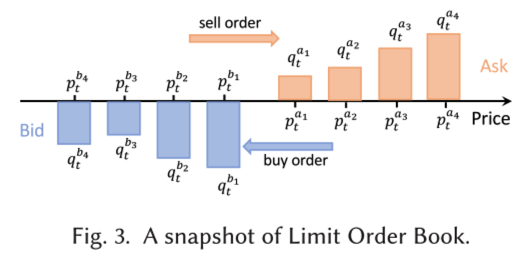 sell order
q_t^{a_1} q_t^{a_2} q_t^{a_3} q_t^{a_4}
Ask
p_t^{b_4} p_t^{b_3} p_t^{b_2} p_t^{b_1}
Bid
p_t^{a_1} p_t^{a_2} p_t^{a_3} p_t^{a_4} Price
q_t^{b_4} q_t^{b_3} q_t^{b_2} q_t^{b_1}
buy order
Fig. 3. A snapshot of Limit Order Book.